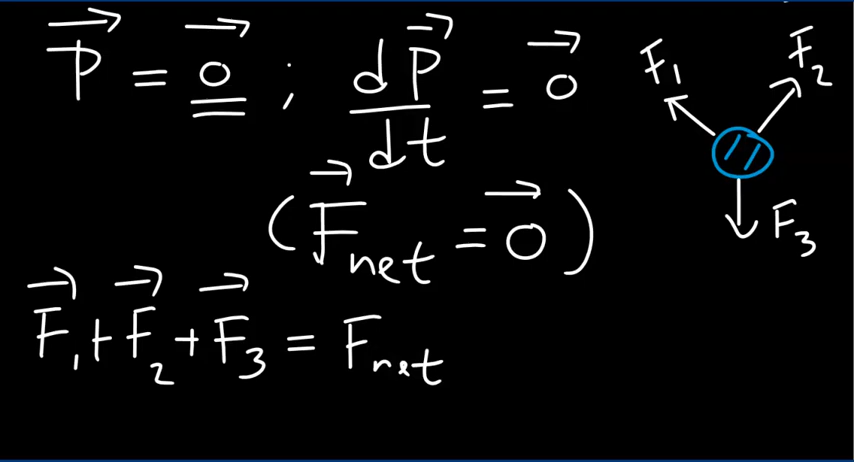 P⃗ = 0⃗ ; dP⃗/dt = 0⃗
(F⃗net = 0⃗)
F⃗₁ + F⃗₂ + F⃗₃ = Fnet
F₁
F₂
F₃